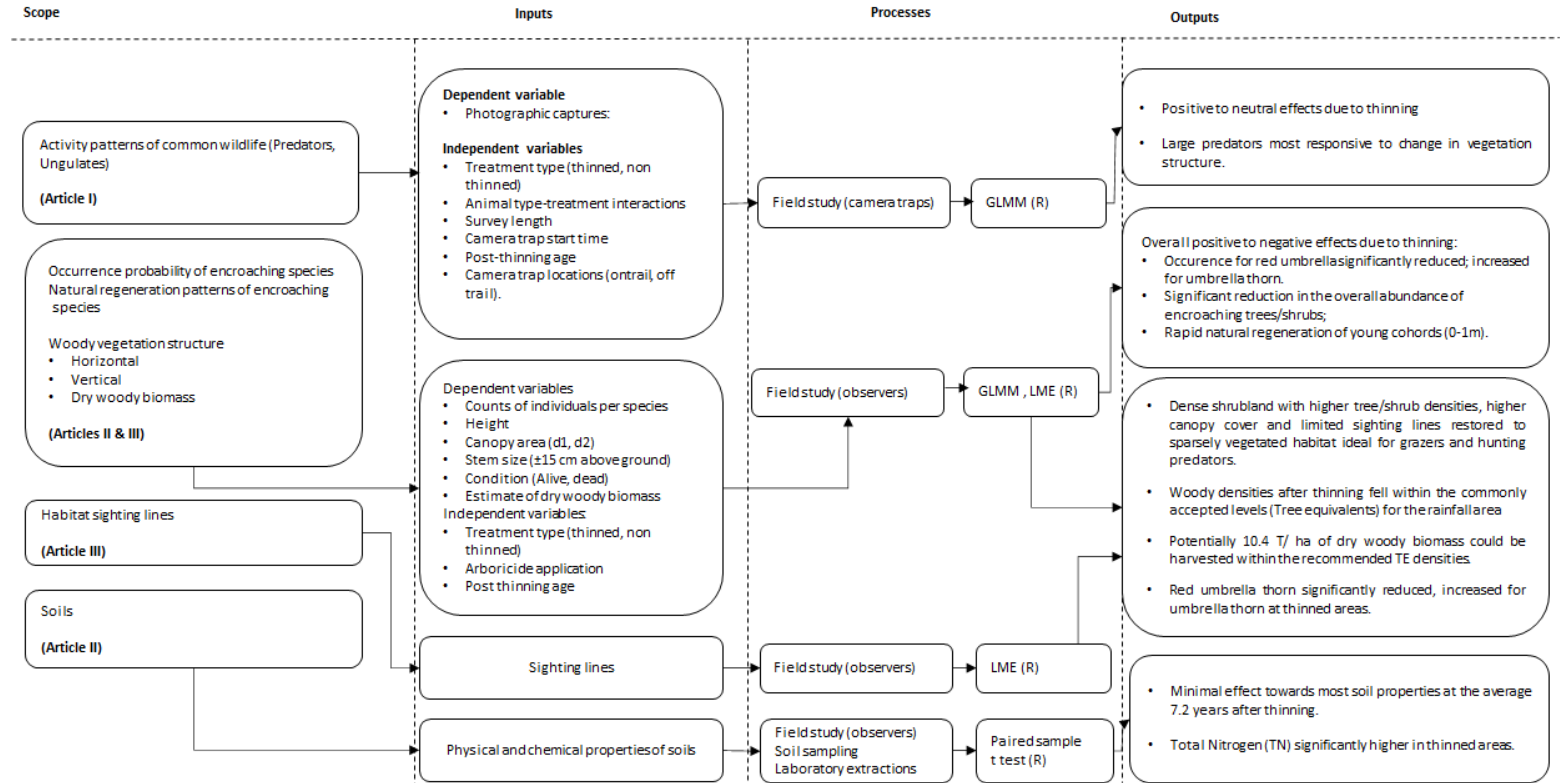 Scope
Inputs
Processes
Outputs
Activity patterns of common wildlife (Predators,
Ungulates)
(Article I)
Occurrence probability of encroaching species
Natural regeneration patterns of encroaching
species
Woody vegetation structure
• Horizontal
• Vertical
• Dry woody biomass
(Articles II & III)
Habitat sighting lines
(Article III)
Soils
(Article II)
Dependent variable
• Photographic captures:
Independent variables
• Treatment type (thinned, non
thinned)
• Animal type-treatment interactions
• Survey length
• Camera trap start time
• Post-thinning age
• Camera trap locations (ontrail, off
trail).
Dependent variables
• Counts of individuals per species
• Height
• Canopy area (d1, d2)
• Stem size (±15 cm above ground)
• Condition (Alive, dead)
• Estimate of dry woody biomass
Independent variables:
• Treatment type (thinned, non
thinned)
• Arboricide application
• Post thinning age
Sighting lines
Physical and chemical properties of soils
Field study (camera traps)
GLMM (R)
Field study (observers)
GLMM , LME (R)
Field study (observers)
LME (R)
Field study (observers)
Soil sampling
Laboratory extractions
Paired sample
t test (R)
• Positive to neutral effects due to thinning
• Large predators most responsive to change in vegetation
structure.
Overall positive to negative effects due to thinning:
• Occurence for red umbrella significantly reduced; increased
for umbrella thorn.
• Significant reduction in the overall abundance of
encroaching trees/shrubs;
• Rapid natural regeneration of young cohords (0-1m).
• Dense shrubland with higher tree/shrub densities, higher
canopy cover and limited sighting lines restored to
sparsely vegetated habitat ideal for grazers and hunting
predators.
• Woody densities after thinning fell within the commonly
accepted levels (Tree equivalents) for the rainfall area
• Potentially 10.4 T/ ha of dry woody biomass could be
harvested within the recommended TE densities.
• Red umbrella thorn significantly reduced, increased for
umbrella thorn at thinned areas.
• Minimal effect towards most soil properties at the average
7.2 years after thinning.
• Total Nitrogen (TN) significantly higher in thinned areas.